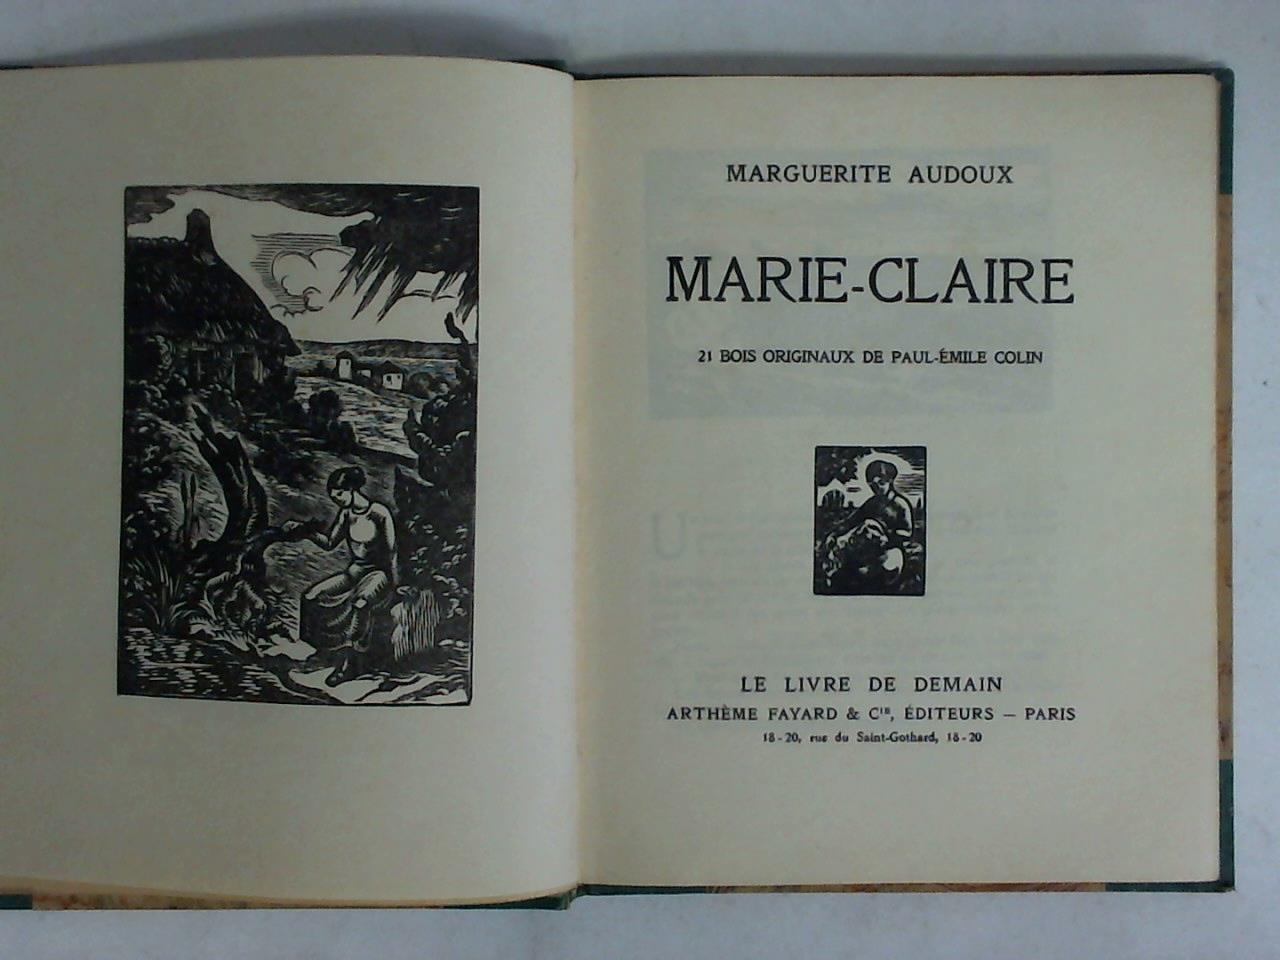 MARGUERITE AUDOUX
MARIE-CLAIRE
21 BOIS ORIGINAUX DE PAUL-ÉMILE COLIN
LE LIVRE DE DEMAIN
ARTHÈME FAYARD & Cᴵᴱ, ÉDITEURS — PARIS
18-20, rue du Saint-Gothard, 18-20